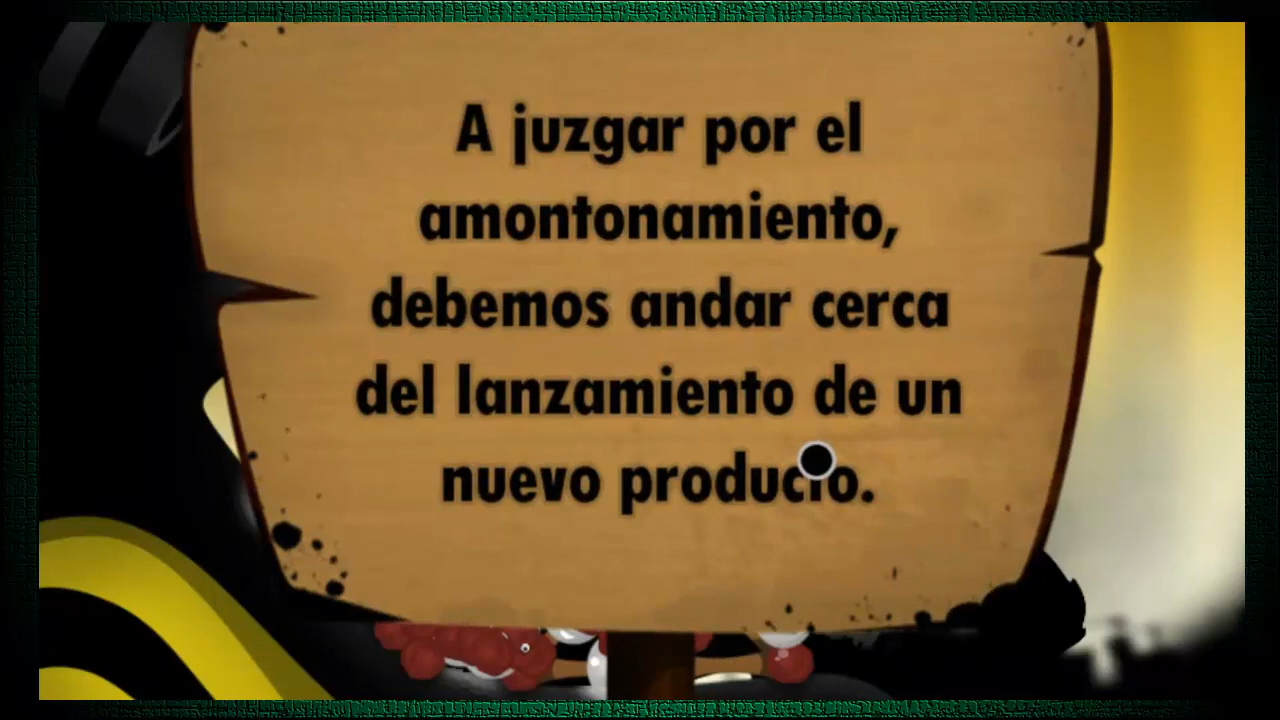 A juzgar por el
amontonamiento,
debemos andar cerca
del lanzamiento de un
nuevo producto.